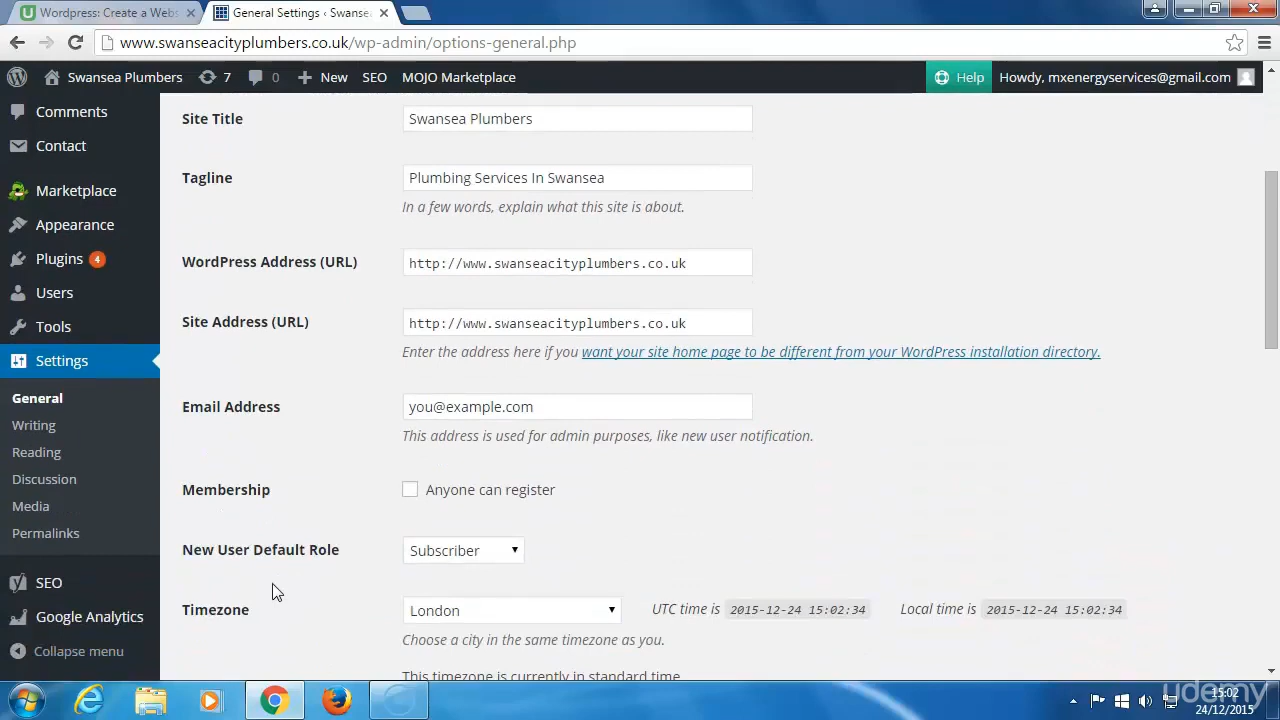 Wordpress: Create a Webs
General Settings ‹ Swanse
www.swanseacityplumbers.co.uk/wp-admin/options-general.php
Swansea Plumbers 7 0 New SEO MOJO Marketplace Help Howdy, mxenergyservices@gmail.com
Comments
Contact
Marketplace
Appearance
Plugins 4
Users
Tools
Settings
General
Writing
Reading
Discussion
Media
Permalinks
SEO
Google Analytics
Collapse menu
Site Title Swansea Plumbers
Tagline Plumbing Services In Swansea
In a few words, explain what this site is about.
WordPress Address (URL) http://www.swanseacityplumbers.co.uk
Site Address (URL) http://www.swanseacityplumbers.co.uk
Enter the address here if you want your site home page to be different from your WordPress installation directory.
Email Address you@example.com
This address is used for admin purposes, like new user notification.
Membership Anyone can register
New User Default Role Subscriber
Timezone London UTC time is 2015-12-24 15:02:34 Local time is 2015-12-24 15:02:34
Choose a city in the same timezone as you.
This timezone is currently in standard time
udemy
15:02
24/12/2015